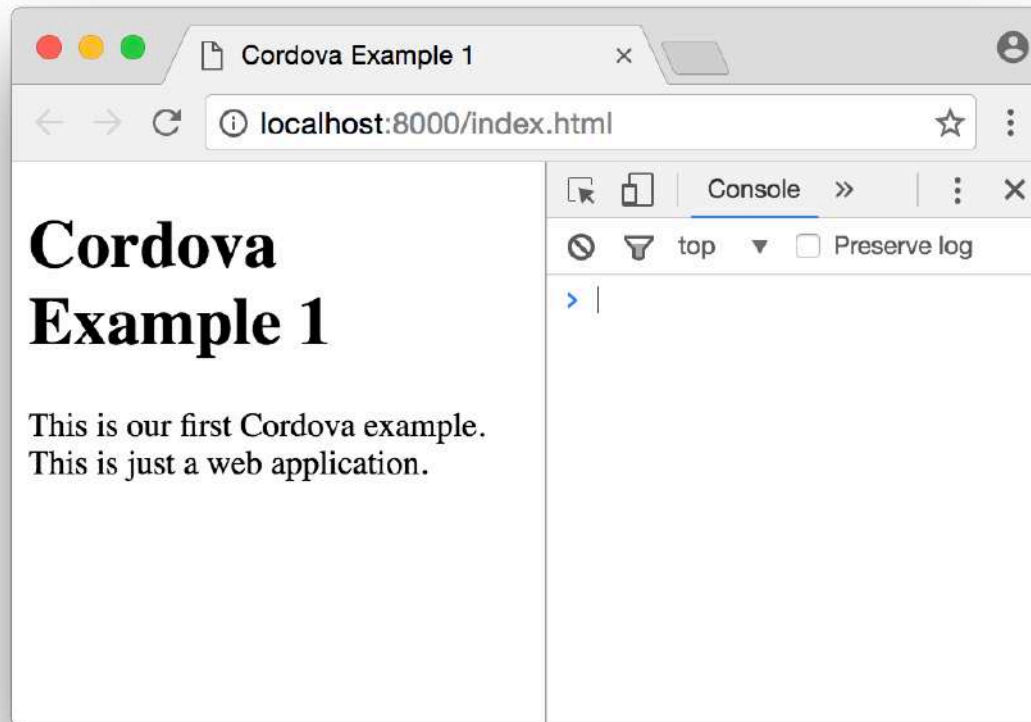 Cordova Example 1
localhost:8000/index.html
Console
top
Preserve log
Cordova
Example 1
This is our first Cordova example.
This is just a web application.